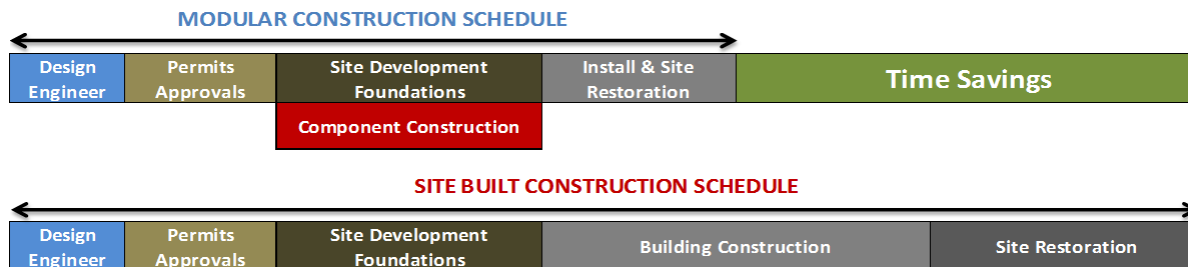 MODULAR CONSTRUCTION SCHEDULE
Design
Engineer
Permits
Approvals
Site Development
Foundations
Install & Site
Restoration
Time Savings
Component Construction
SITE BUILT CONSTRUCTION SCHEDULE
Design
Engineer
Permits
Approvals
Site Development
Foundations
Building Construction
Site Restoration